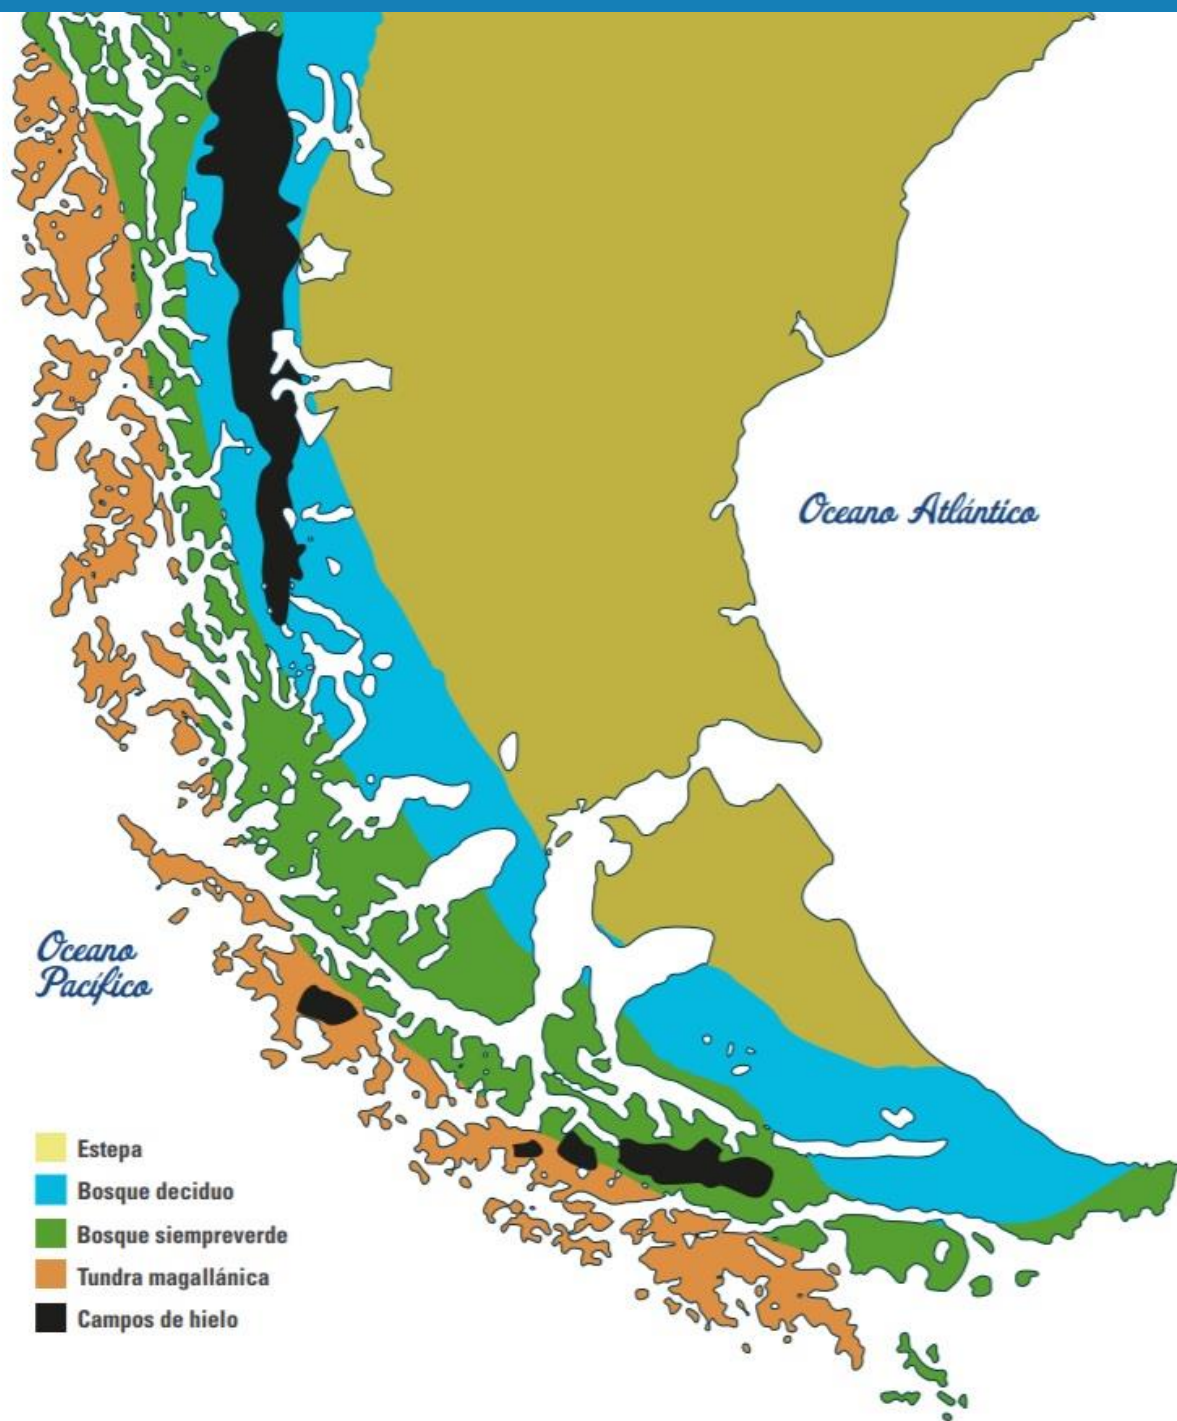 Oceano Atlántico
Oceano
Pacífico
Estepa
Bosque deciduo
Bosque siempreverde
Tundra magallánica
Campos de hielo